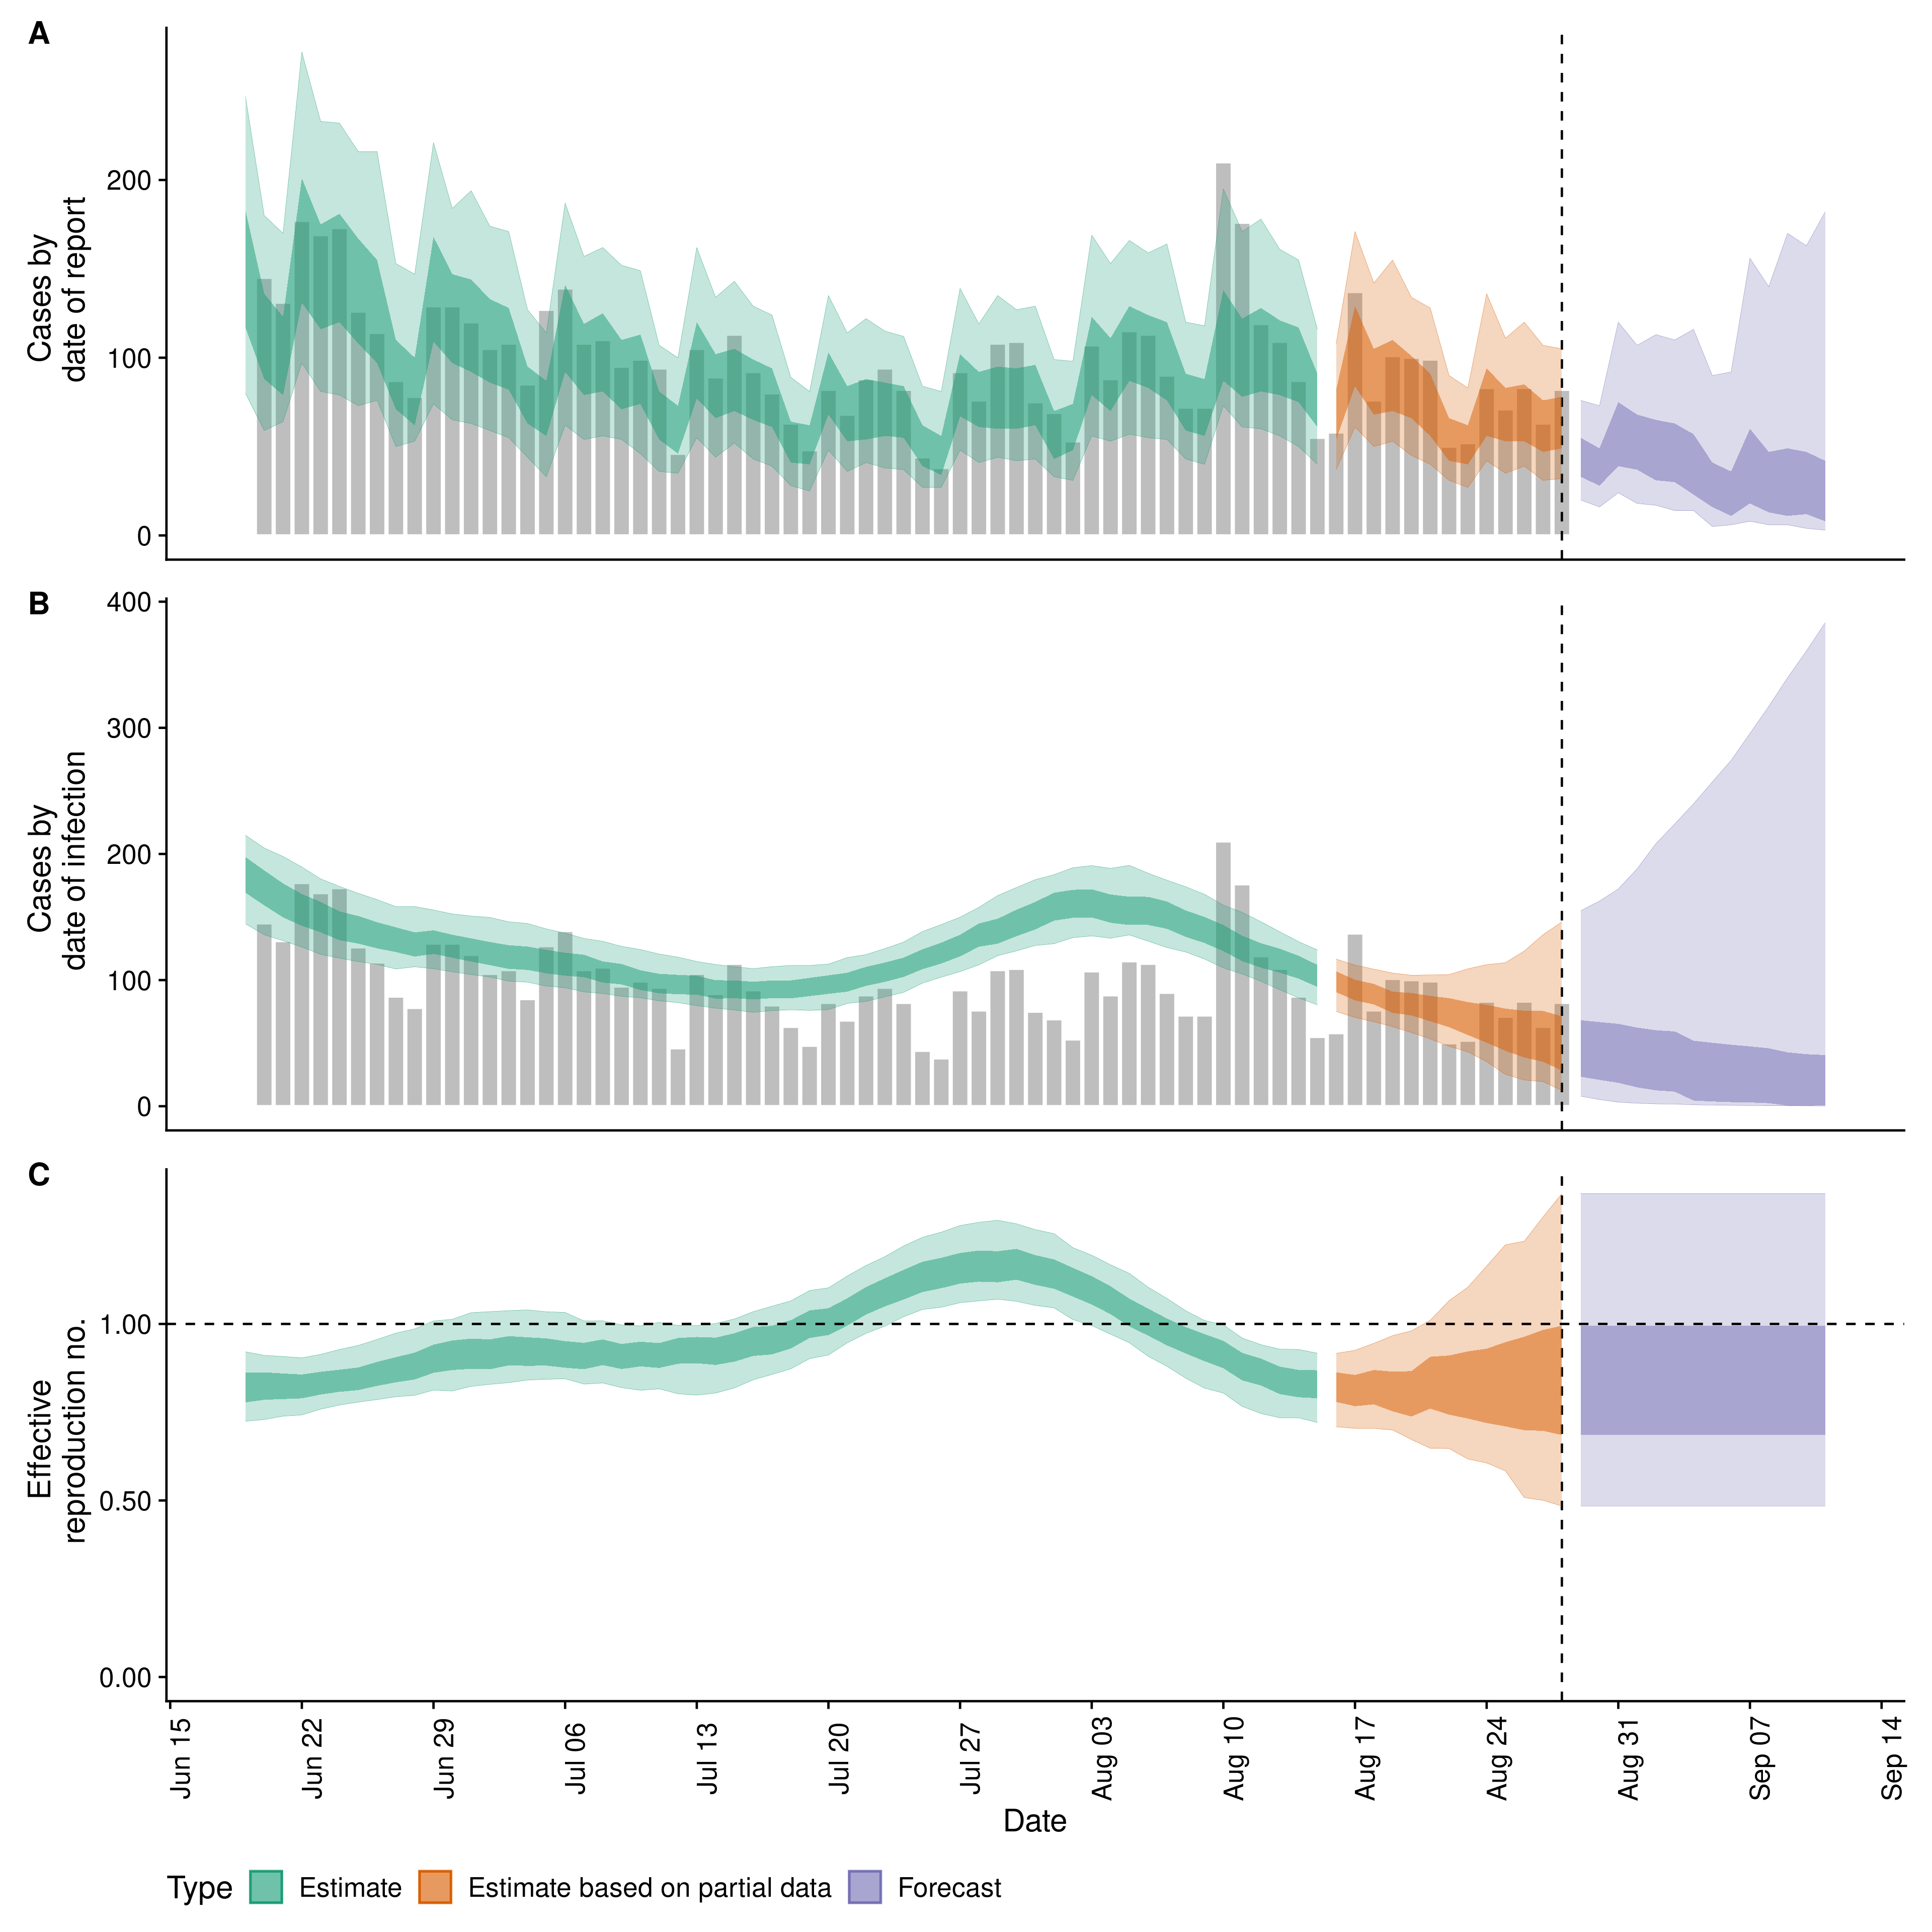 A
Cases by
date of report
200
100
0
B
Cases by
date of infection
400
300
200
100
0
C
Effective
reproduction no.
1.00
0.50
0.00
Jun 15
Jun 22
Jun 29
Jul 06
Jul 13
Jul 20
Jul 27
Aug 03
Aug 10
Aug 17
Aug 24
Aug 31
Sep 07
Sep 14
Date
Type Estimate Estimate based on partial data Forecast